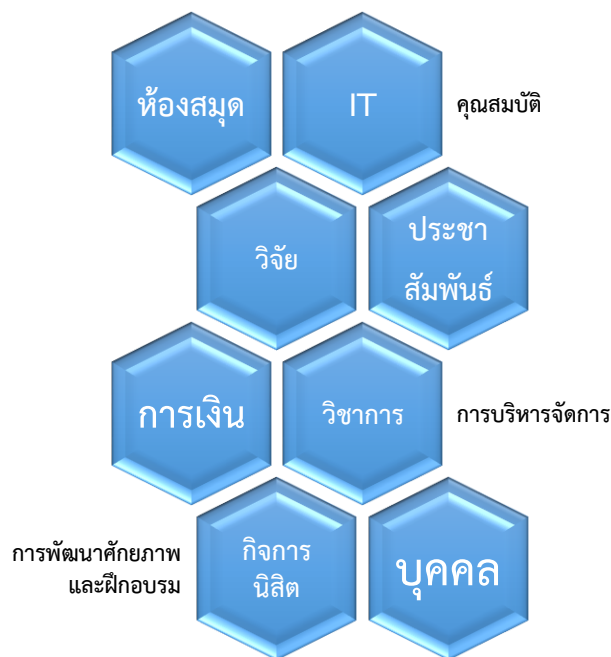 ห้องสมุด
IT
คุณสมบัติ
วิจัย
ประชา
สัมพันธ์
การเงิน
วิชาการ
การบริหารจัดการ
การพัฒนาศักยภาพ
และฝึกอบรม
กิจการ
นิสิต
บุคคล